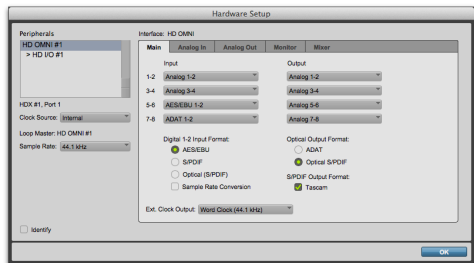 Hardware Setup
Peripherals
HD OMNI #1
> HD I/O #1
HDX #1, Port 1
Clock Source: Internal
Loop Master: HD OMNI #1
Sample Rate: 44.1 kHz
Identify
Interface: HD OMNI
Main Analog In Analog Out Monitor Mixer
Input Output
1-2 Analog 1-2 Analog 1-2
3-4 Analog 3-4 Analog 3-4
5-6 AES/EBU 1-2 Analog 5-6
7-8 ADAT 1-2 Analog 7-8
Digital 1-2 Input Format:
AES/EBU
S/PDIF
Optical (S/PDIF)
Sample Rate Conversion
Optical Output Format:
ADAT
Optical S/PDIF
S/PDIF Output Format:
Tascam
Ext. Clock Output: Word Clock (44.1 kHz)
OK